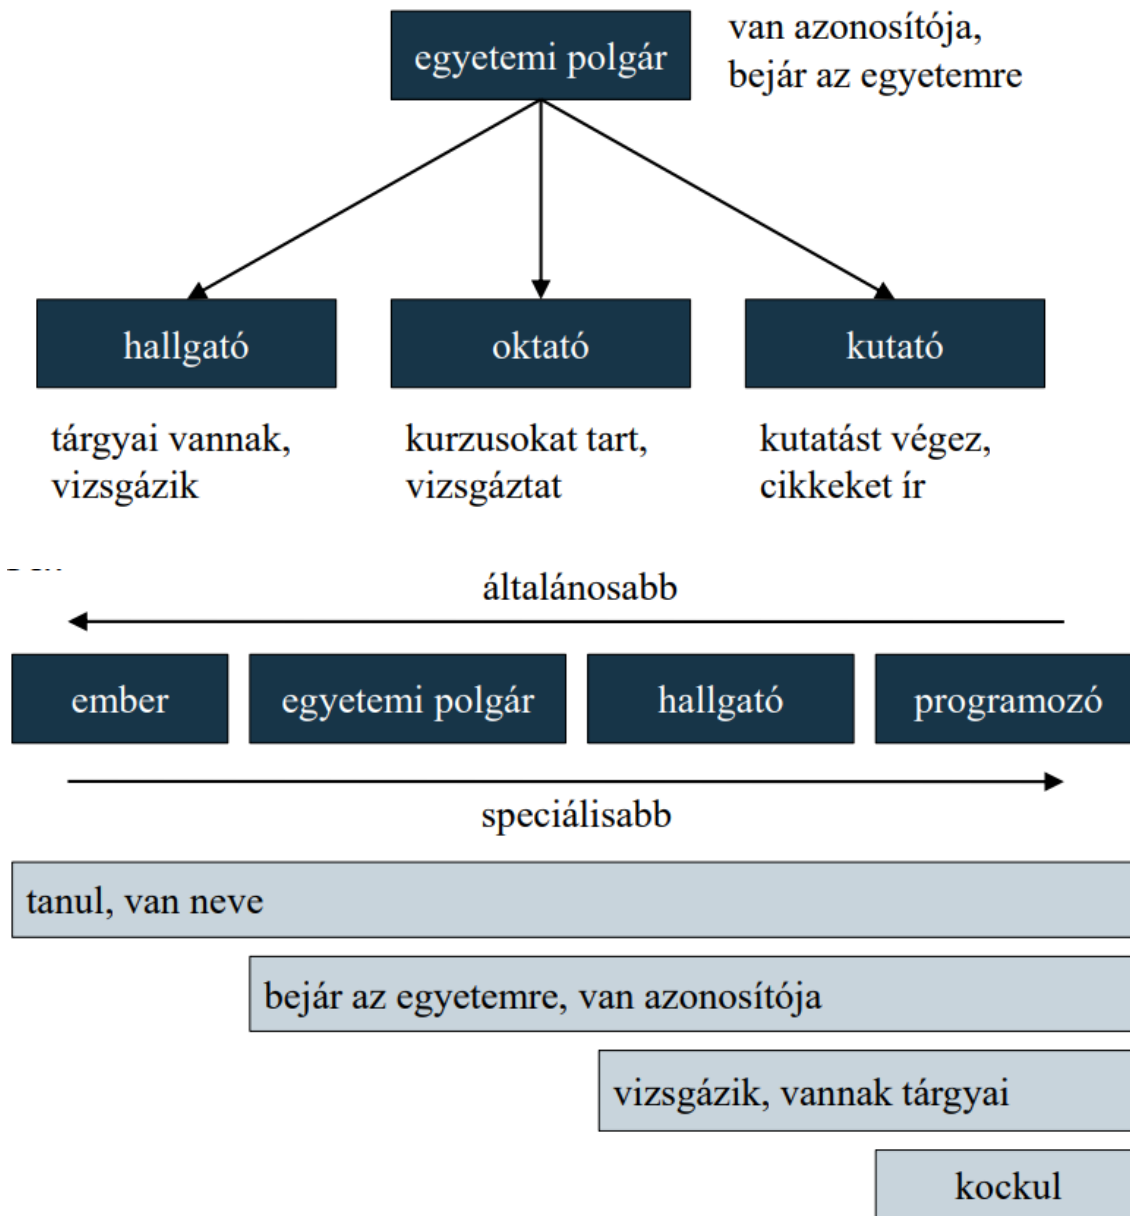 egyetemi polgár
van azonosítója,
bejár az egyetemre
hallgató
oktató
kutató
tárgyai vannak,
vizsgázik
kurzusokat tart,
vizsgáztat
kutatást végez,
cikkeket ír
általánosabb
ember
egyetemi polgár
hallgató
programozó
speciálisabb
tanul, van neve
bejár az egyetemre, van azonosítója
vizsgázik, vannak tárgyai
kockul